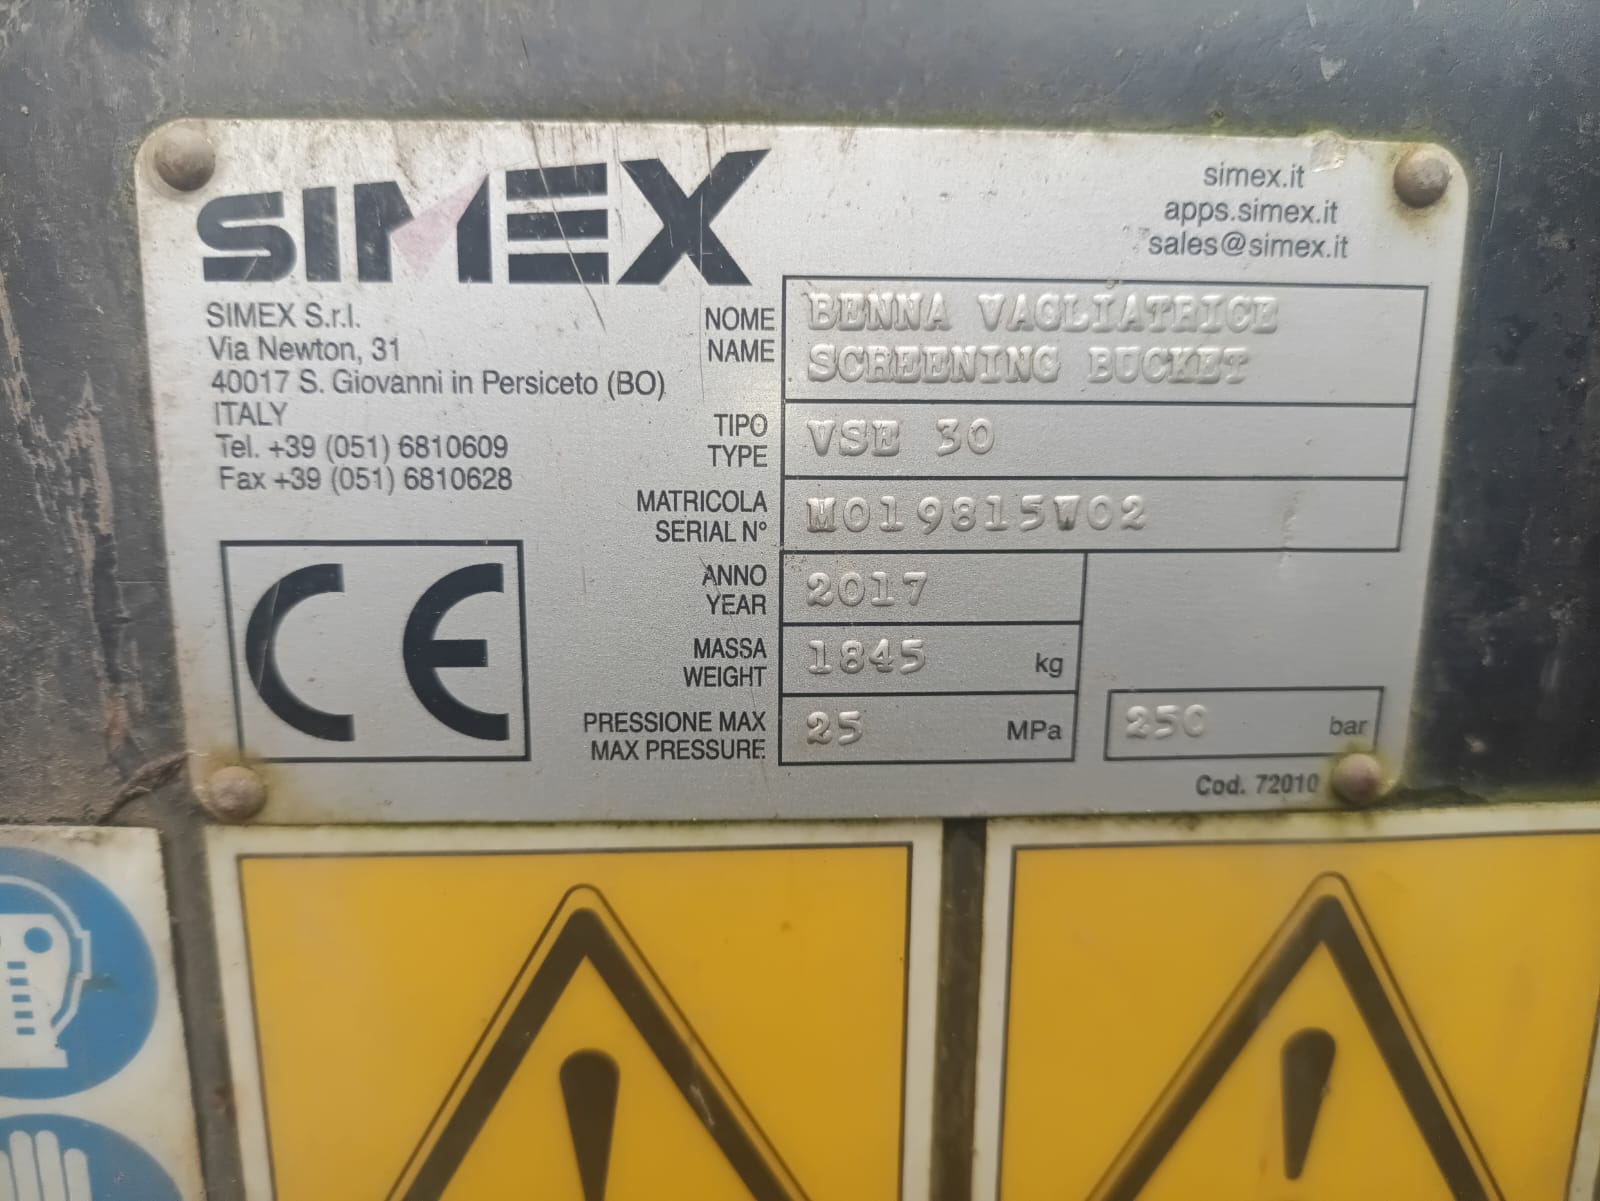 SIMEX
simex.it
apps.simex.it
sales@simex.it
SIMEX S.r.l.
Via Newton, 31
40017 S. Giovanni in Persiceto (BO)
ITALY
Tel. +39 (051) 6810609
Fax +39 (051) 6810628
NOME BENNA VAGLIATRICE
NAME SCREENING BUCKET
TIPO
TYPE VSE 30
MATRICOLA
SERIAL N° M019815W02
ANNO
YEAR 2017
MASSA
WEIGHT 1845 kg
PRESSIONE MAX
MAX PRESSURE 25 MPa 250 bar
Cod. 72010
CE